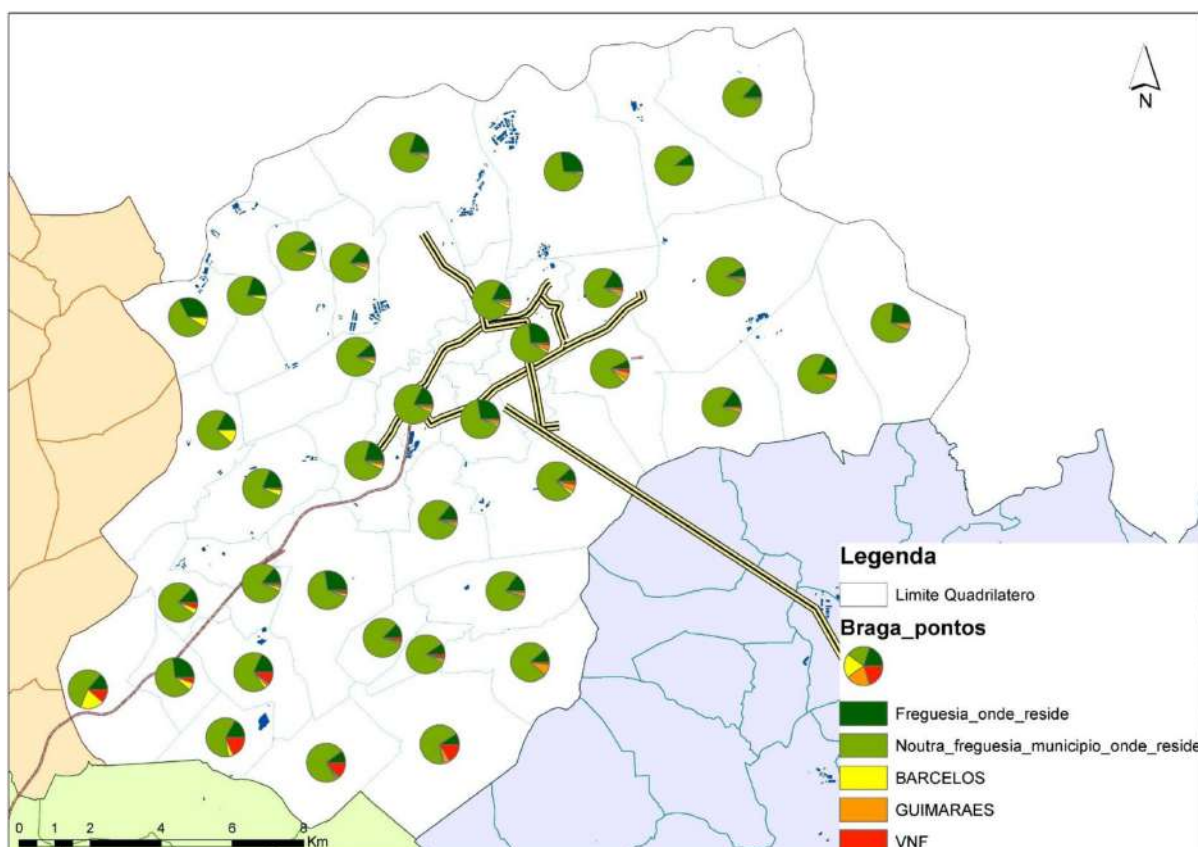 N
Legenda
Limite Quadrilatero
Braga_pontos
Freguesia_onde_reside
Noutra_freguesia_municipio_onde_reside
BARCELOS
GUIMARAES
VNF
0 1 2 4 6 8
Km